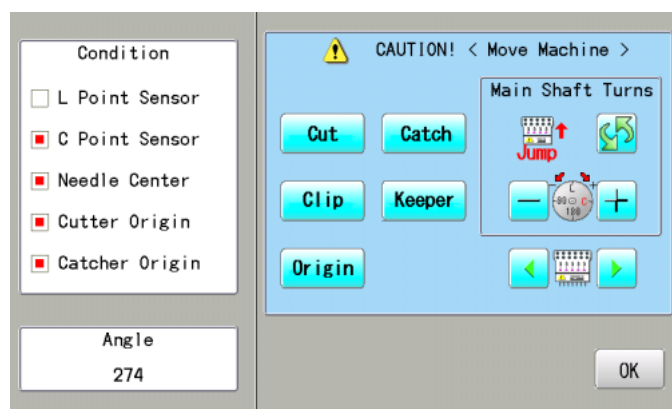 Condition
L Point Sensor
C Point Sensor
Needle Center
Cutter Origin
Catcher Origin
Angle
274
CAUTION! < Move Machine >
Main Shaft Turns
Cut
Catch
Jump
Clip
Keeper
− L +
C
180
Origin
OK